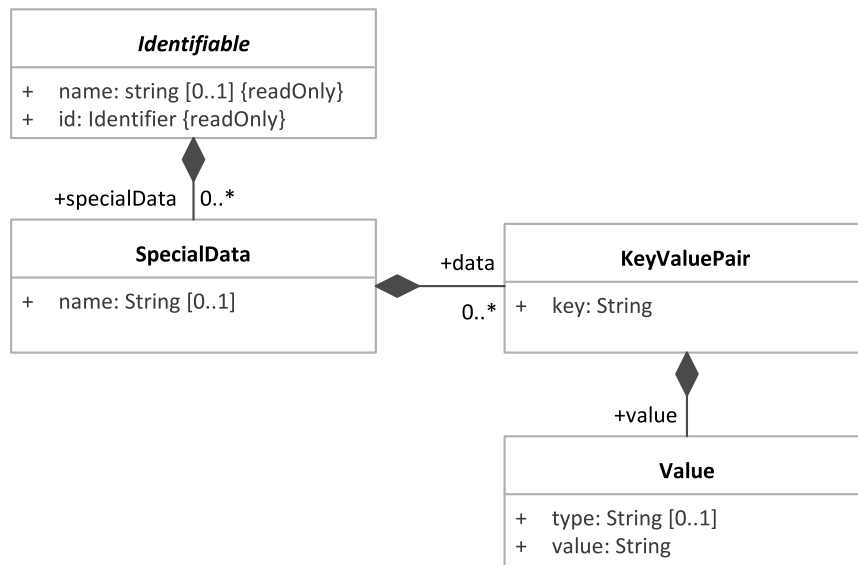 Identifiable
+ name: string [0..1] {readOnly}
+ id: Identifier {readOnly}
+specialData 0..*
SpecialData
+ name: String [0..1]
+data
0..*
KeyValuePair
+ key: String
+value
Value
+ type: String [0..1]
+ value: String